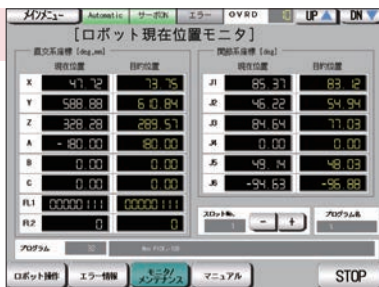 メインメニュー Automatic サーボON エラー OVRD UP DN
[ロボット現在位置モニタ]
直交系座標 [deg,mm] 関節系座標 [deg]
現在位置 目的位置 現在位置 目的位置
X 47.72 73.75 J1 85.37 83.12
Y 588.88 610.84 J2 46.22 54.94
Z 328.28 289.57 J3 84.64 77.03
A -180.00 180.00 J4 0.00 0.00
B 0.00 0.00 J5 49.14 48.03
C 0.00 0.00 J6 -94.63 -96.88
FL1 00000111 00000111
FL2 0 0
スロットNo. プログラム名
1 - + 1
プログラム 32
ロボット操作 エラー情報 モニタ/メンテナンス マニュアル STOP